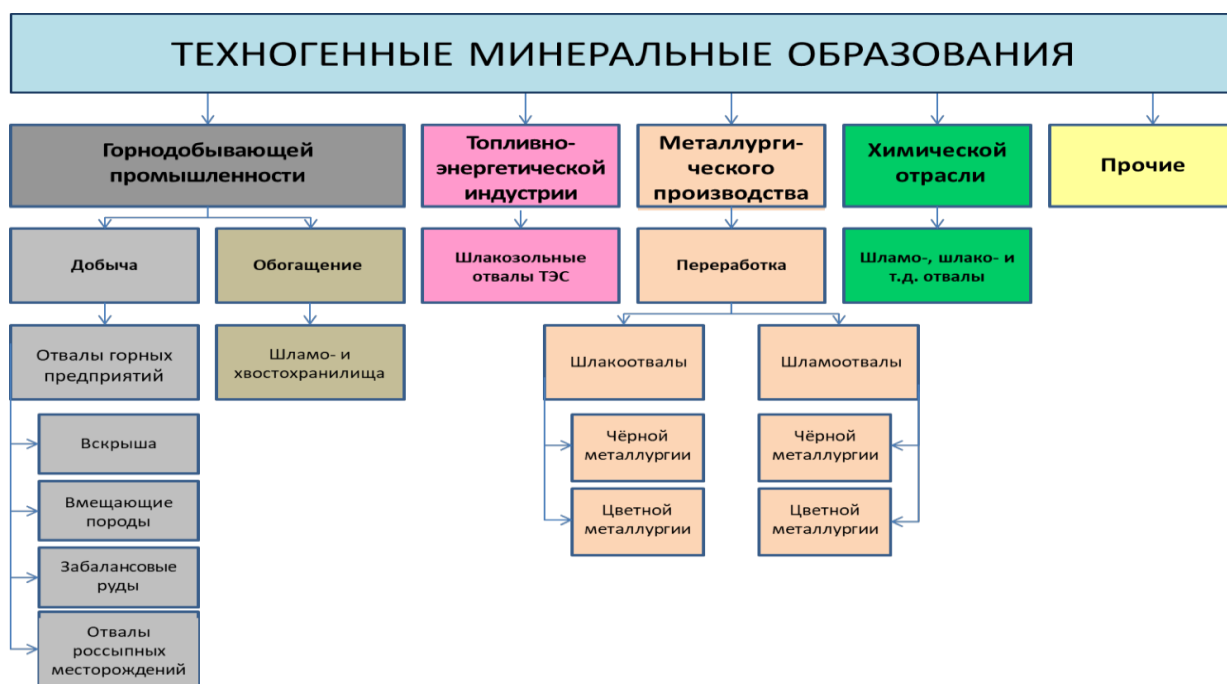 ТЕХНОГЕННЫЕ МИНЕРАЛЬНЫЕ ОБРАЗОВАНИЯ
Горнодобывающей
промышленности
Топливно-
энергетической
индустрии
Металлурги-
ческого
производства
Химической
отрасли
Прочие
Добыча
Обогащение
Шлакозольные
отвалы ТЭС
Переработка
Шламо-, шлако- и
т.д. отвалы
Отвалы горных
предприятий
Шламо- и
хвостохранилища
Шлакоотвалы
Шламоотвалы
Вскрыша
Чёрной
металлургии
Чёрной
металлургии
Вмещающие
породы
Цветной
металлургии
Цветной
металлургии
Забалансовые
руды
Отвалы
россыпных
месторождений